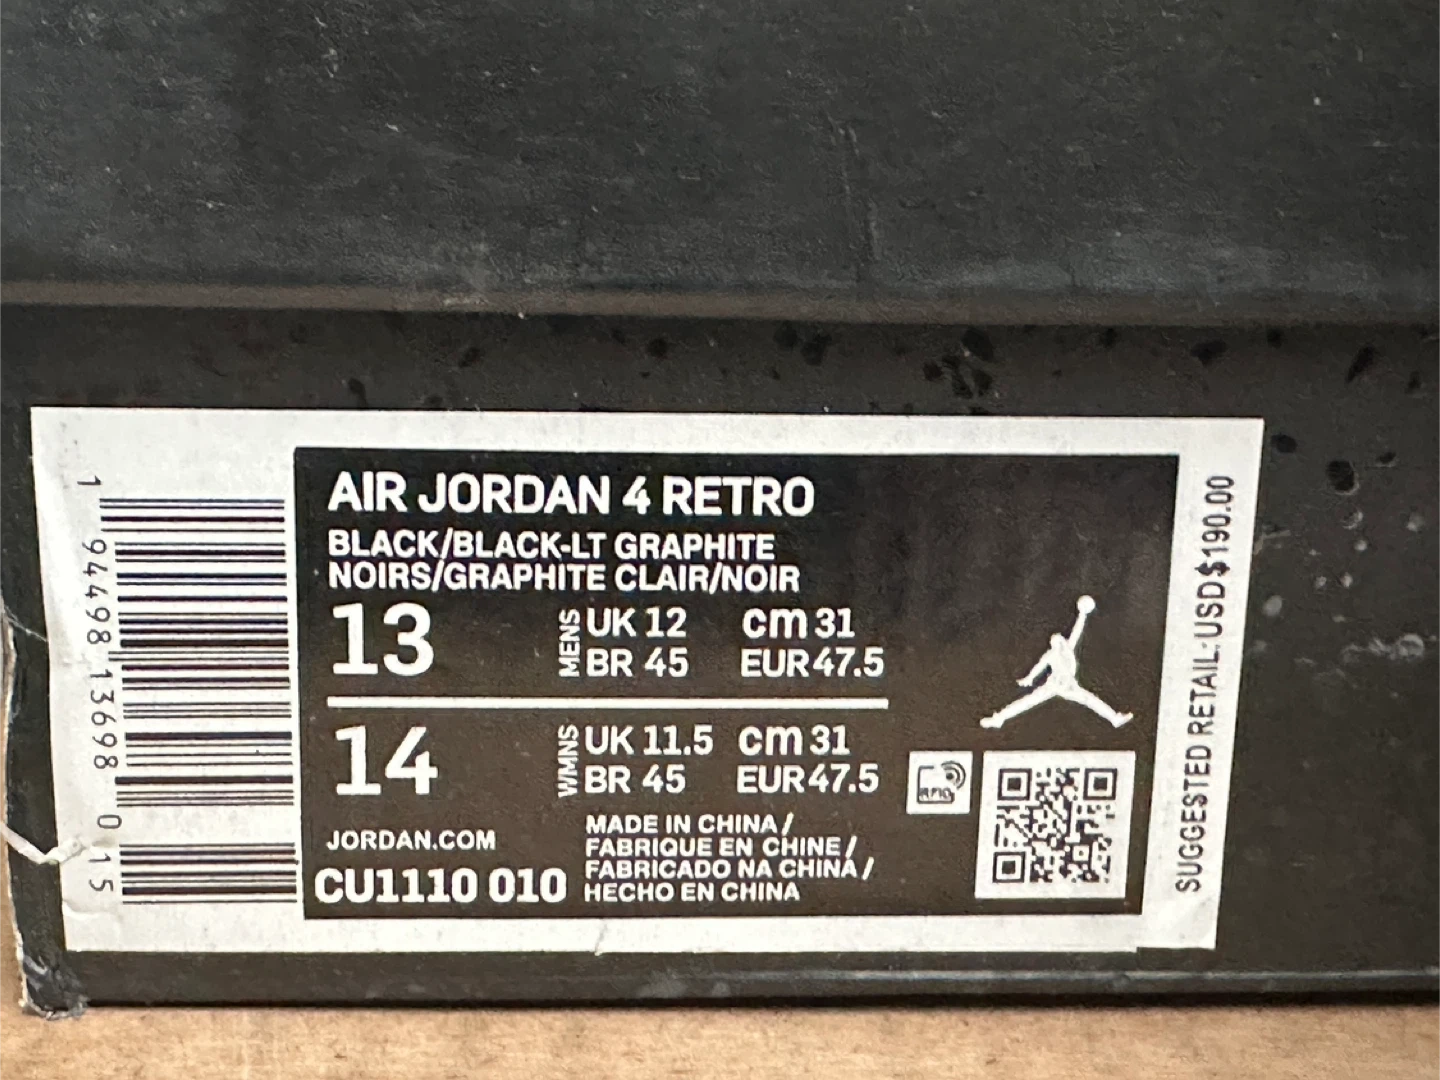 AIR JORDAN 4 RETRO
BLACK/BLACK-LT GRAPHITE
NOIRS/GRAPHITE CLAIR/NOIR
13 MENS UK 12 cm 31
BR 45 EUR 47.5
14 WMNS UK 11.5 cm 31
BR 45 EUR 47.5
JORDAN.COM
CU1110 010
MADE IN CHINA/
FABRIQUE EN CHINE/
FABRICADO NA CHINA/
HECHO EN CHINA
RFID
SUGGESTED RETAIL·USD$190.00
1 94498 13698 0 15